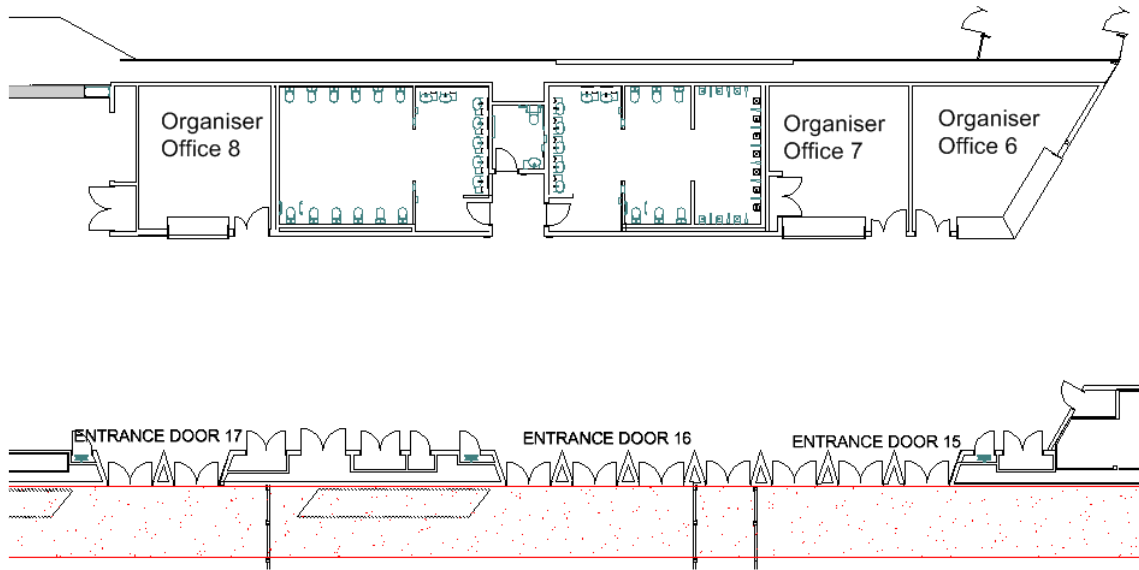 Organiser
Office 8
Organiser
Office 7
Organiser
Office 6
ENTRANCE DOOR 17
ENTRANCE DOOR 16
ENTRANCE DOOR 15